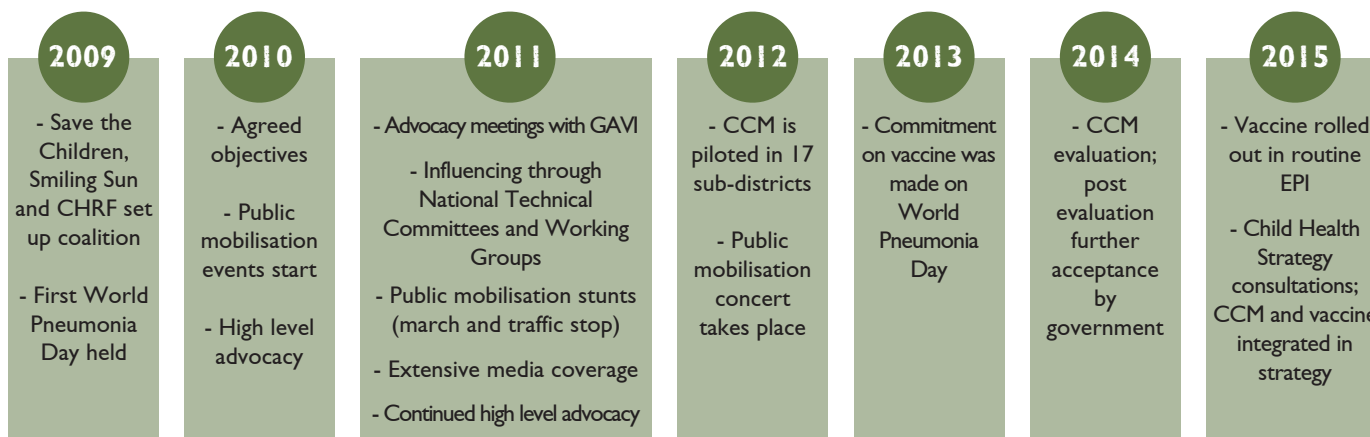 2009
- Save the
Children,
Smiling Sun
and CHRF set
up coalition
- First World
Pneumonia
Day held
2010
- Agreed
objectives
- Public
mobilisation
events start
- High level
advocacy
2011
- Advocacy meetings with GAVI
- Influencing through
National Technical
Committees and Working
Groups
- Public mobilisation stunts
(march and traffic stop)
- Extensive media coverage
- Continued high level advocacy
2012
- CCM is
piloted in 17
sub-districts
- Public
mobilisation
concert
takes place
2013
- Commitment
on vaccine was
made on
World
Pneumonia
Day
2014
- CCM
evaluation;
post
evaluation
further
acceptance
by
government
2015
- Vaccine rolled
out in routine
EPI
- Child Health
Strategy
consultations;
CCM and vaccine
integrated in
strategy